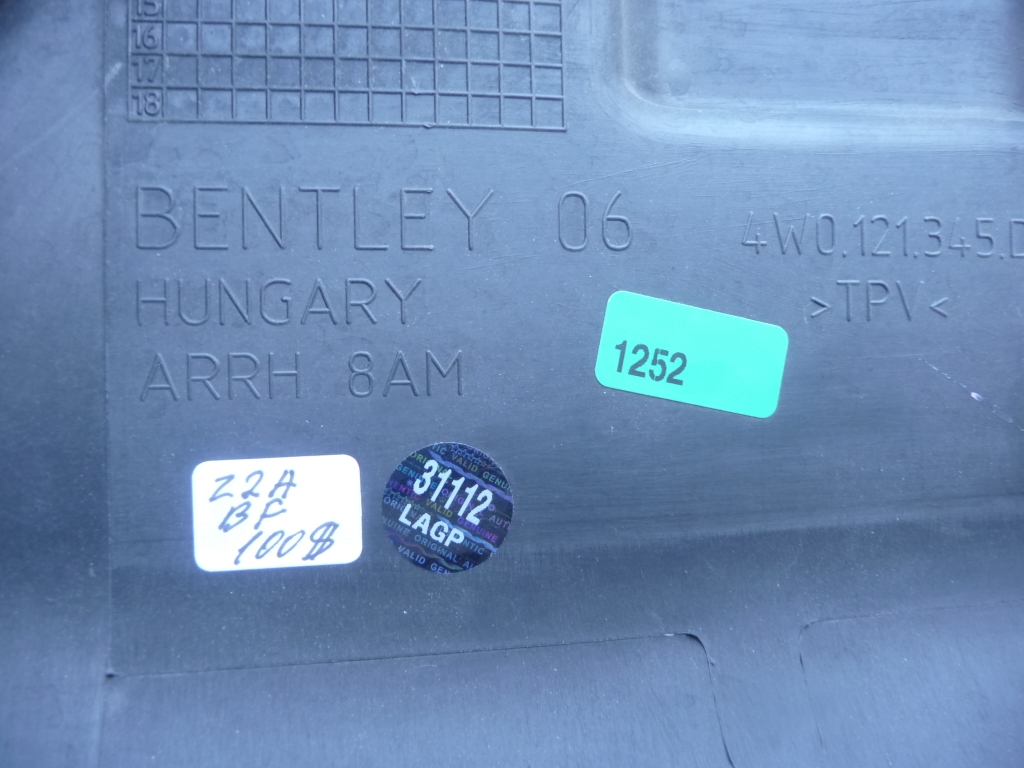 15
16
17
18
BENTLEY 06
4W0.121.345.D
HUNGARY
>TPV<
ARRH 8AM
1252
Z2A
BF
100$
31112
LAGP